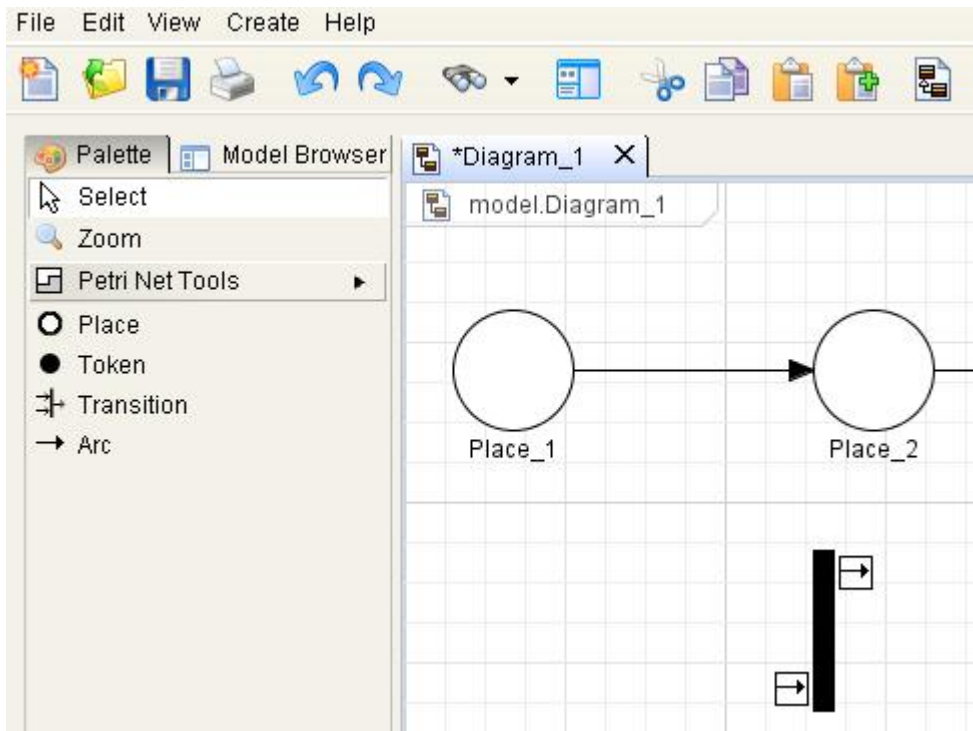 File Edit View Create Help
Palette Model Browser
*Diagram_1
Select
model.Diagram_1
Zoom
Petri Net Tools
Place
Token
Transition
Arc
Place_1 Place_2